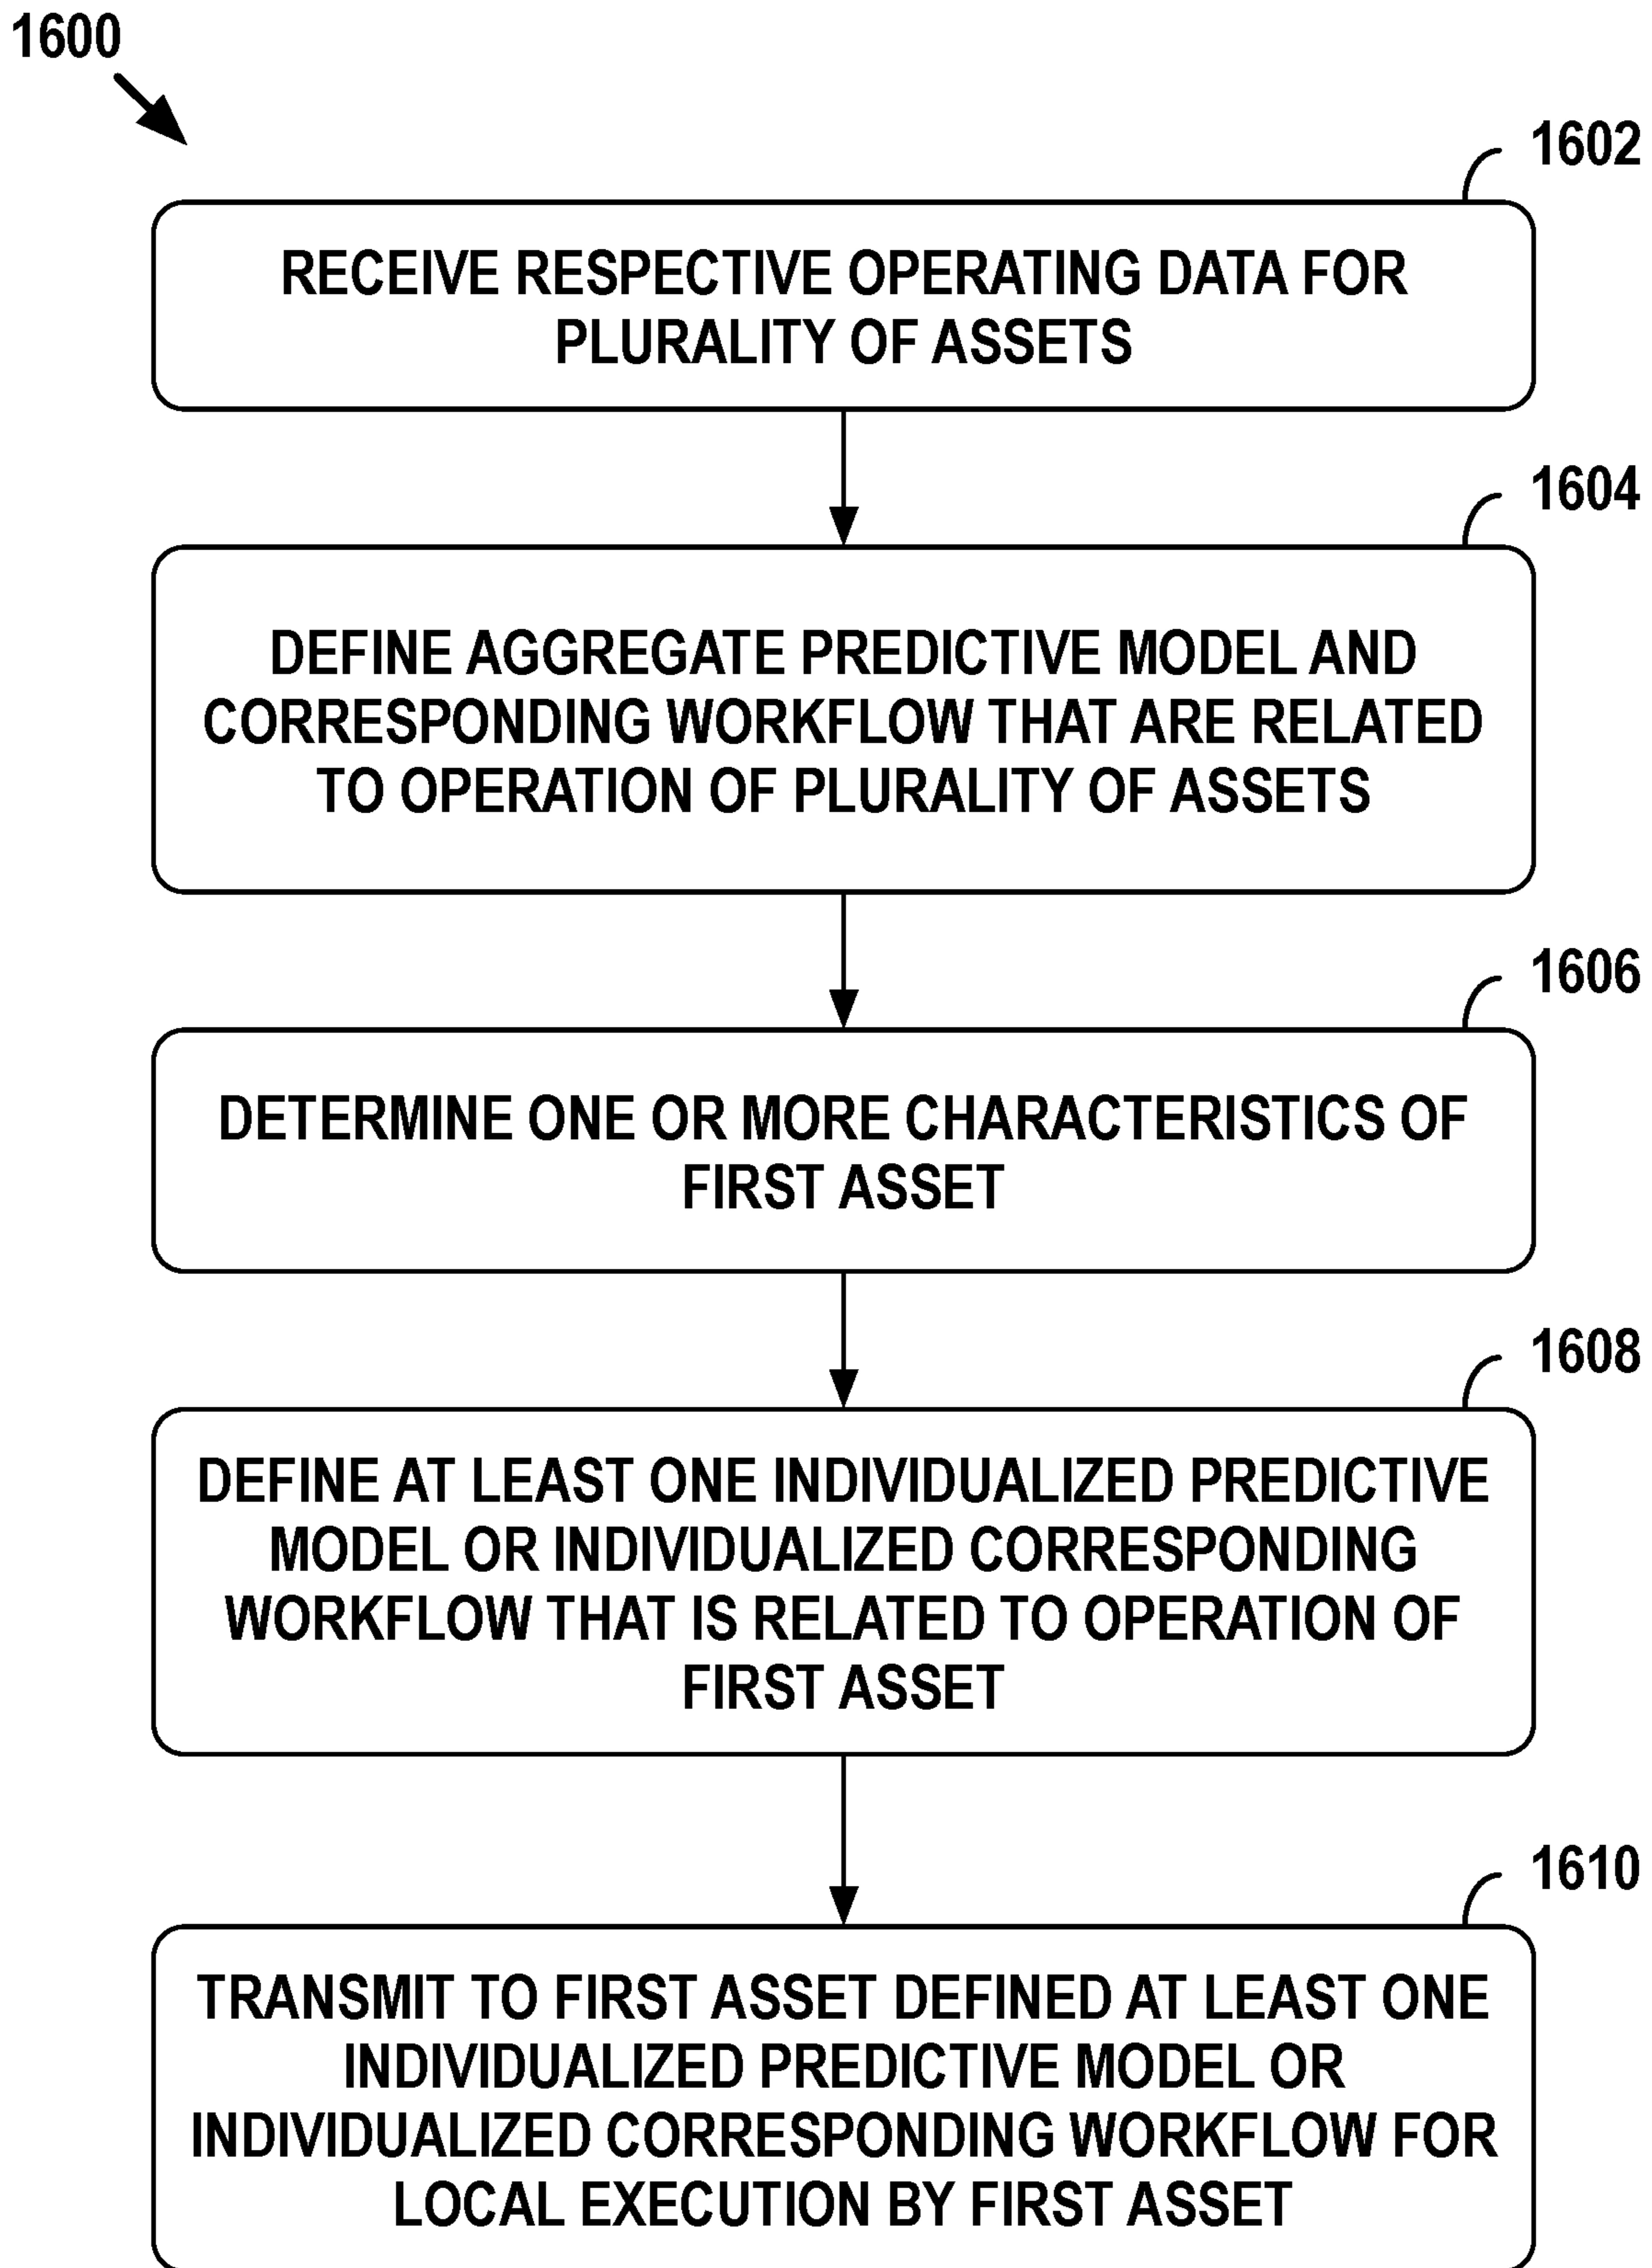 1600
1602
RECEIVE RESPECTIVE OPERATING DATA FOR
PLURALITY OF ASSETS
1604
DEFINE AGGREGATE PREDICTIVE MODEL AND
CORRESPONDING WORKFLOW THAT ARE RELATED
TO OPERATION OF PLURALITY OF ASSETS
1606
DETERMINE ONE OR MORE CHARACTERISTICS OF
FIRST ASSET
1608
DEFINE AT LEAST ONE INDIVIDUALIZED PREDICTIVE
MODEL OR INDIVIDUALIZED CORRESPONDING
WORKFLOW THAT IS RELATED TO OPERATION OF
FIRST ASSET
1610
TRANSMIT TO FIRST ASSET DEFINED AT LEAST ONE
INDIVIDUALIZED PREDICTIVE MODEL OR
INDIVIDUALIZED CORRESPONDING WORKFLOW FOR
LOCAL EXECUTION BY FIRST ASSET